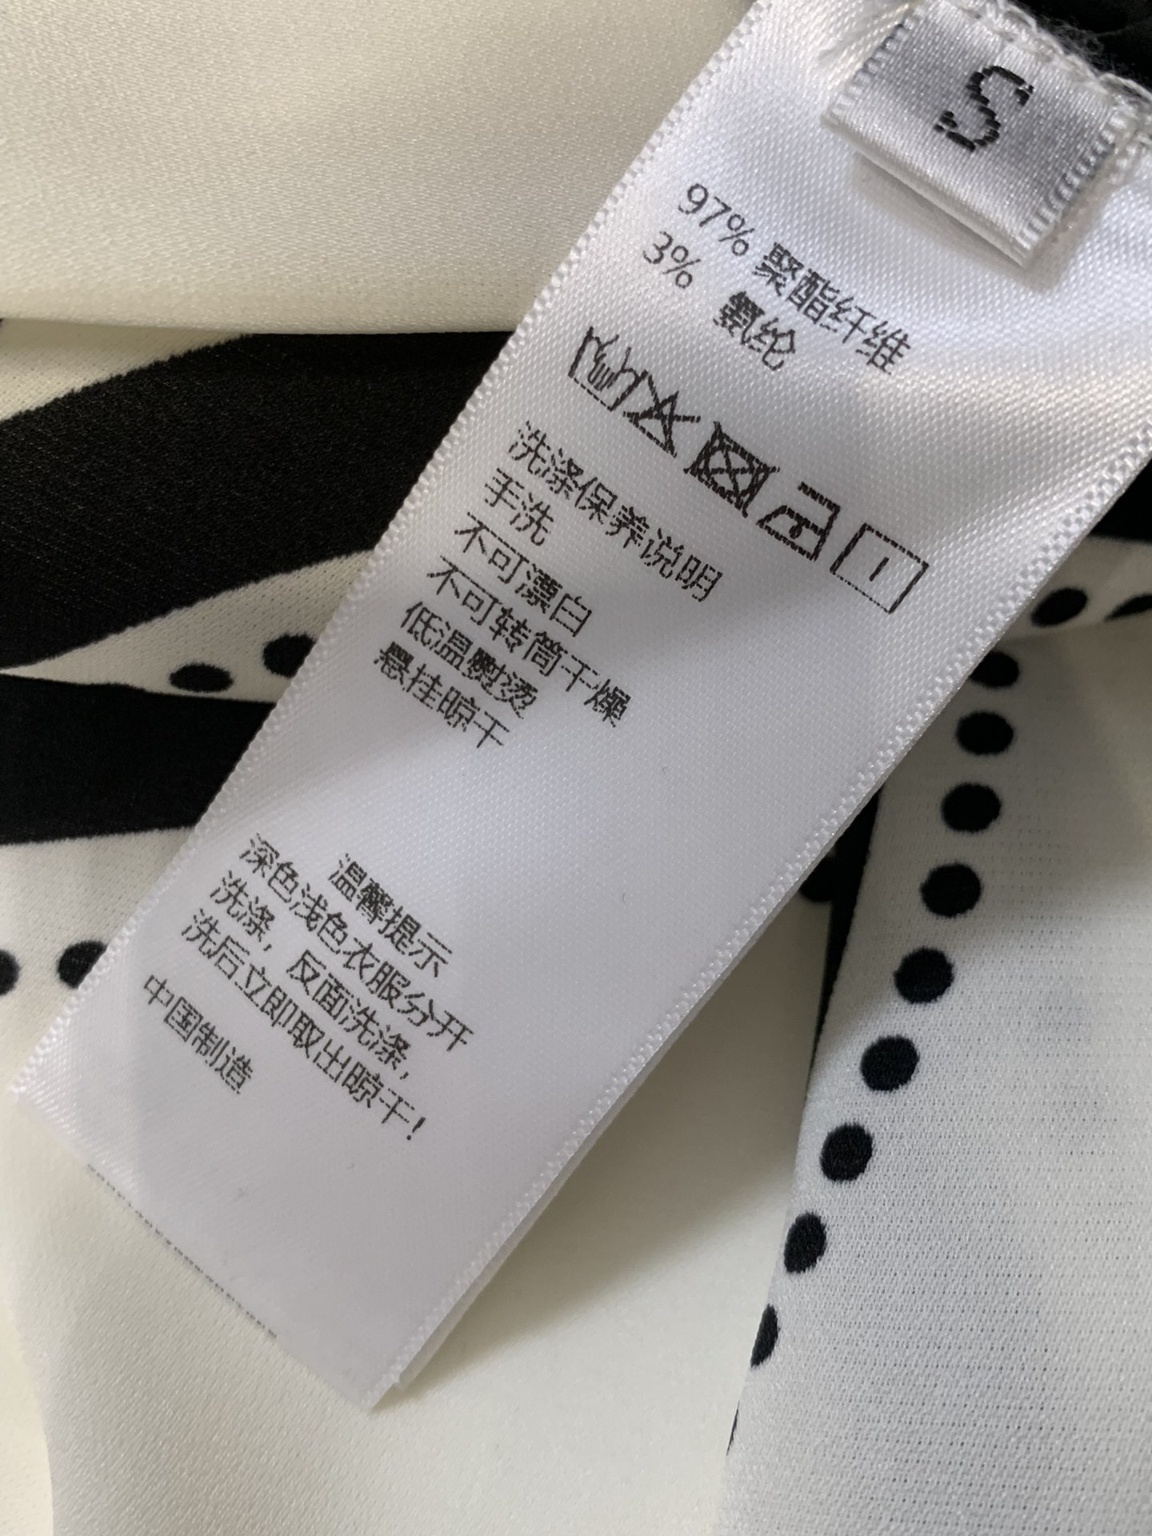 S
97% 聚酯纤维
3% 氨纶
洗涤保养说明
手洗
不可漂白
不可转筒干燥
低温熨烫
悬挂晾干
温馨提示
深色浅色衣服分开
洗涤，反面洗涤，
洗后立即取出晾干！
中国制造